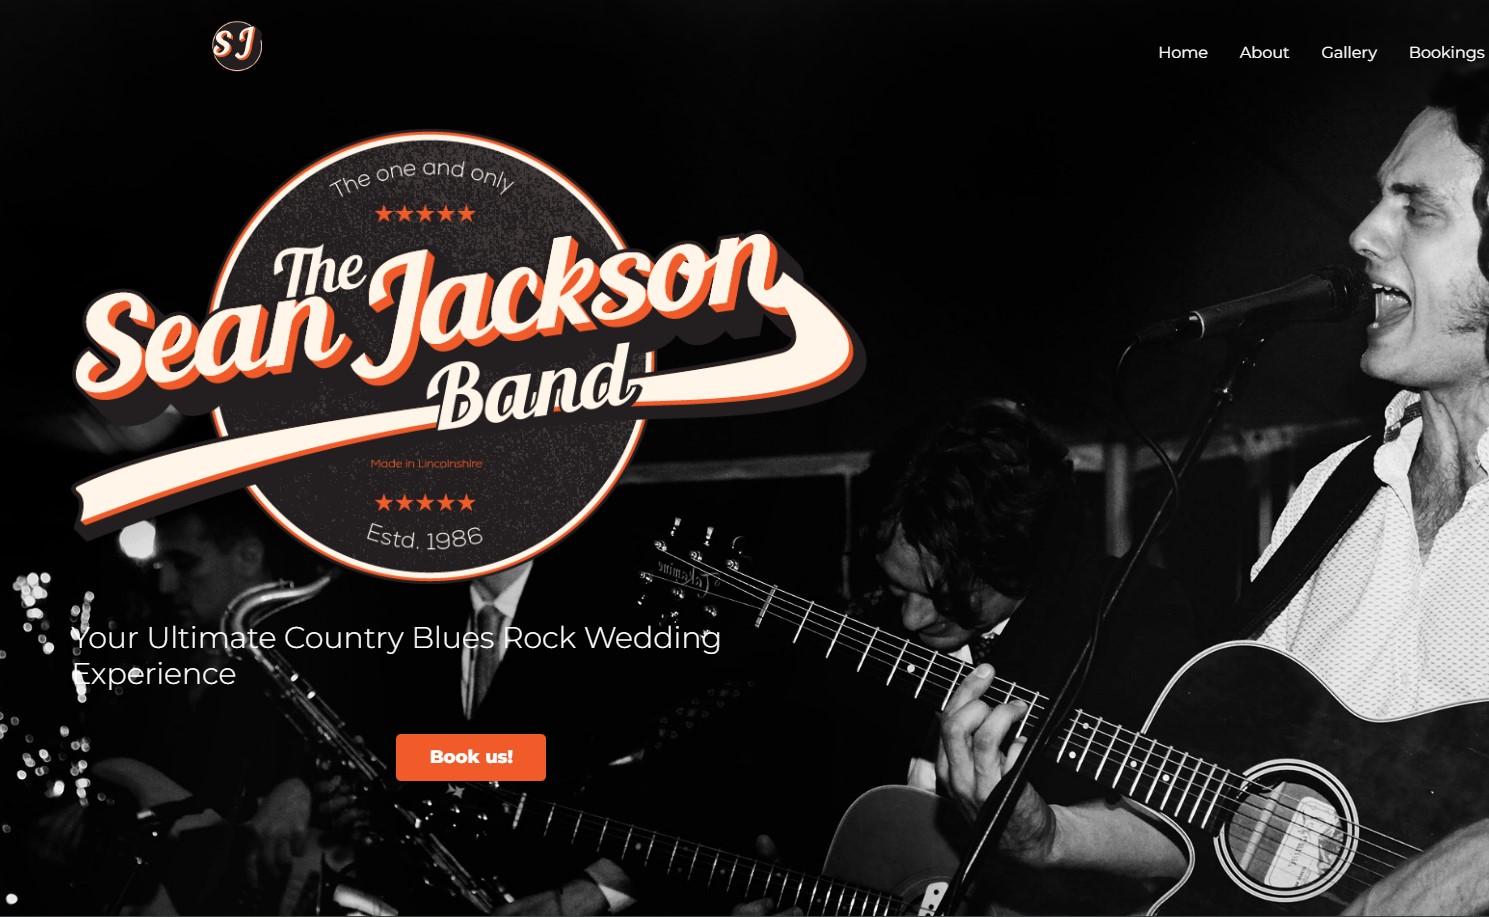 SJ
Home About Gallery Bookings
The one and only
The
Sean Jackson
Band
Made in Lincolnshire
Estd. 1986
Takamine
Your Ultimate Country Blues Rock Wedding
Experience
Book us!